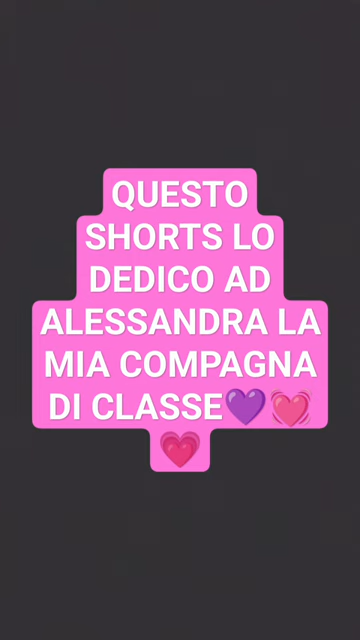 QUESTO
SHORTS LO
DEDICO AD
ALESSANDRA LA
MIA COMPAGNA
DI CLASSE💜💓
💗